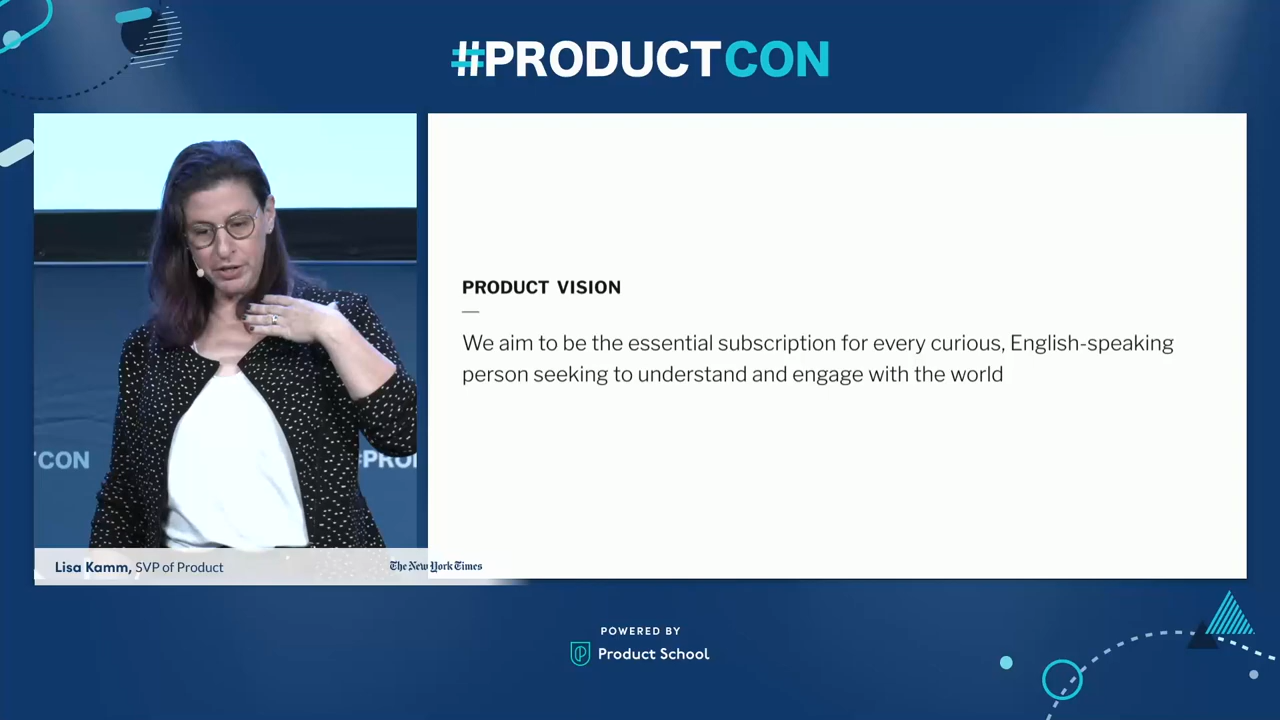 #PRODUCTCON
PRODUCT VISION
We aim to be the essential subscription for every curious, English-speaking
person seeking to understand and engage with the world
CON
#PRO
Lisa Kamm, SVP of Product
The New York Times
POWERED BY
Product School